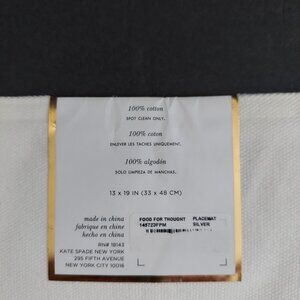 100% cotton
SPOT CLEAN ONLY.
100% coton
ENLEVER LES TACHES UNIQUEMENT.
100% algodón
SOLO LIMPIEZA DE MANCHAS.
13 x 19 IN (33 x 48 CM)
made in china
fabriqué en chine
hecho en china
RN# 18143
KATE SPADE NEW YORK
295 FIFTH AVENUE
NEW YORK CITY 10016
FOOD FOR THOUGHT PLACEMAT
145723FPM SILVER